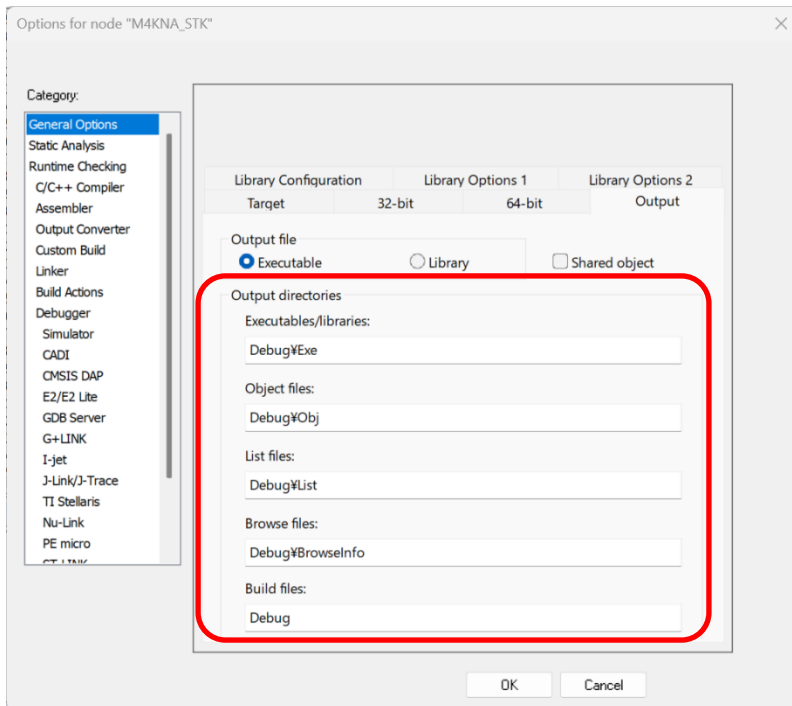 Options for node "M4KNA_STK"
Category:
General Options
Static Analysis
Runtime Checking
C/C++ Compiler
Assembler
Output Converter
Custom Build
Linker
Build Actions
Debugger
Simulator
CADI
CMSIS DAP
E2/E2 Lite
GDB Server
G+LINK
I-jet
J-Link/J-Trace
TI Stellaris
Nu-Link
PE micro
ST-LINK
Library Configuration Library Options 1 Library Options 2
Target 32-bit 64-bit Output
Output file
Executable Library Shared object
Output directories
Executables/libraries:
Debug¥Exe
Object files:
Debug¥Obj
List files:
Debug¥List
Browse files:
Debug¥BrowseInfo
Build files:
Debug
OK Cancel